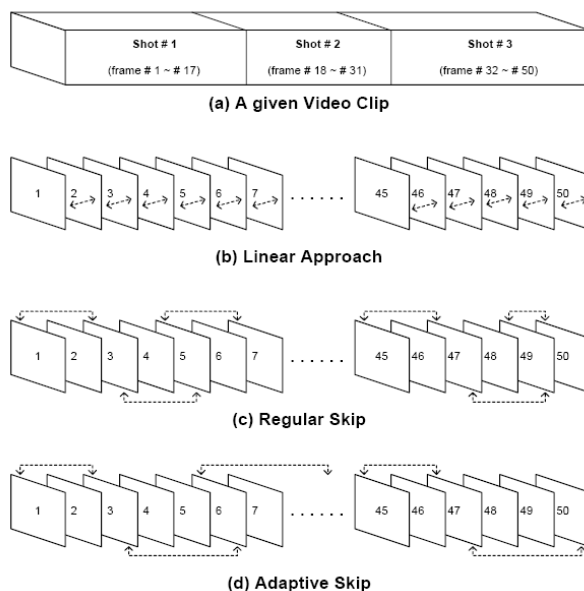 Shot # 1 Shot # 2 Shot # 3
(frame # 1 ~ # 17) (frame # 18 ~ # 31) (frame # 32 ~ # 50)
(a) A given Video Clip
1 2 3 4 5 6 7 . . . . . . 45 46 47 48 49 50
(b) Linear Approach
1 2 3 4 5 6 7 . . . . . . 45 46 47 48 49 50
(c) Regular Skip
1 2 3 4 5 6 7 . . . . . . 45 46 47 48 49 50
(d) Adaptive Skip